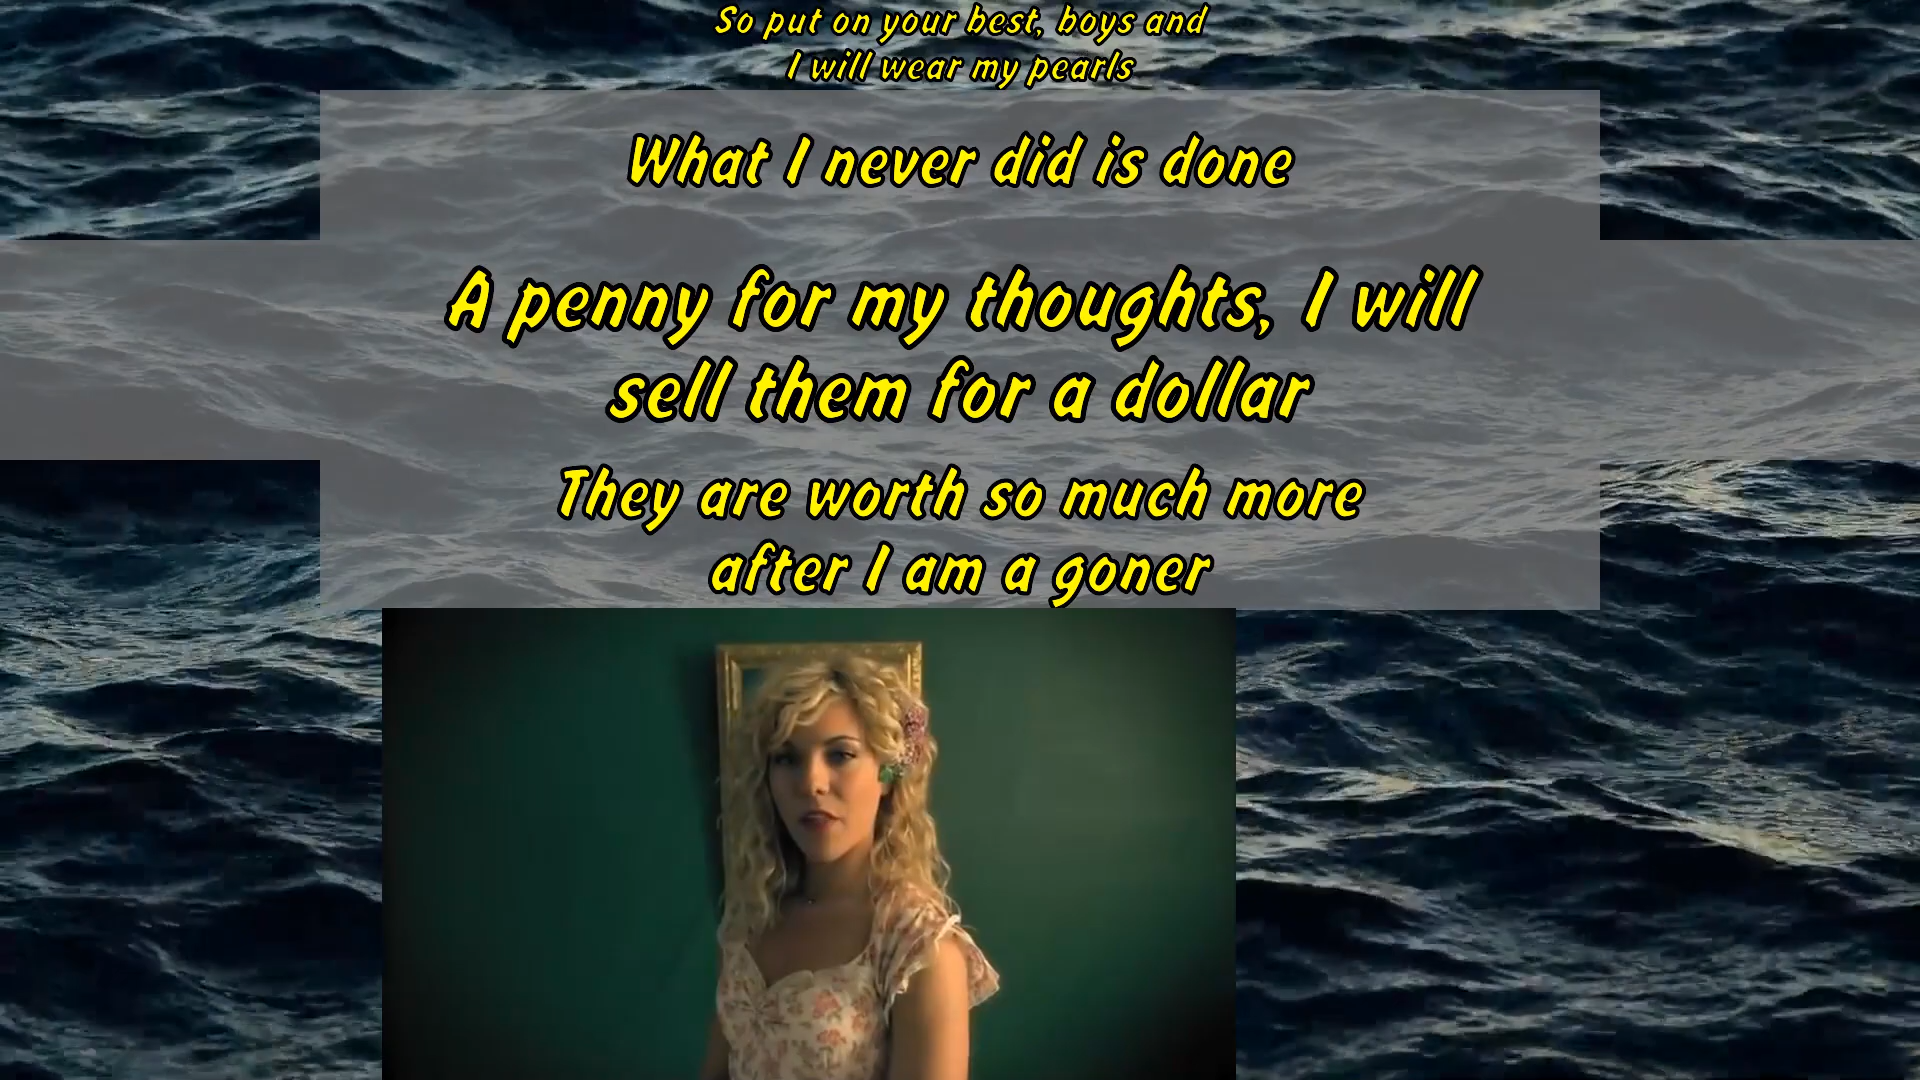 So put on your best, boys and
I will wear my pearls
What I never did is done
A penny for my thoughts, I will
sell them for a dollar
They are worth so much more
after I am a goner